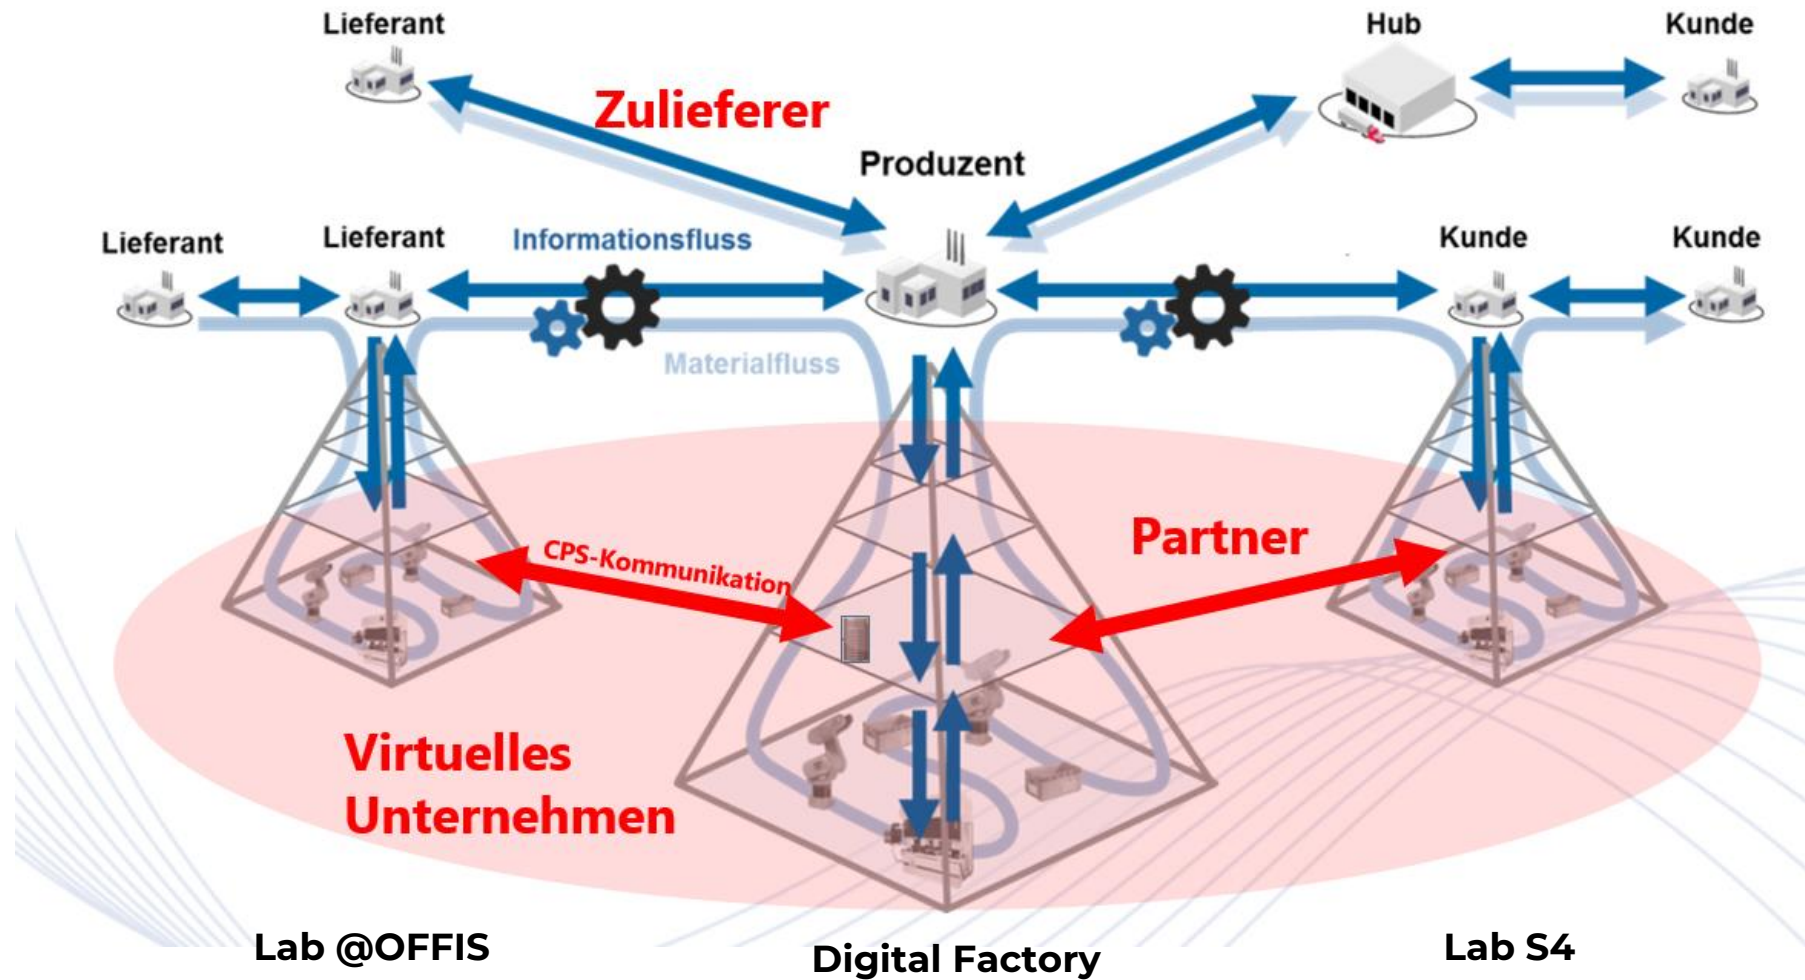 Lieferant
Hub
Kunde
Zulieferer
Produzent
Lieferant
Lieferant
Informationsfluss
Kunde
Kunde
Materialfluss
CPS-Kommunikation
Partner
Virtuelles
Unternehmen
Lab @OFFIS
Digital Factory
Lab S4